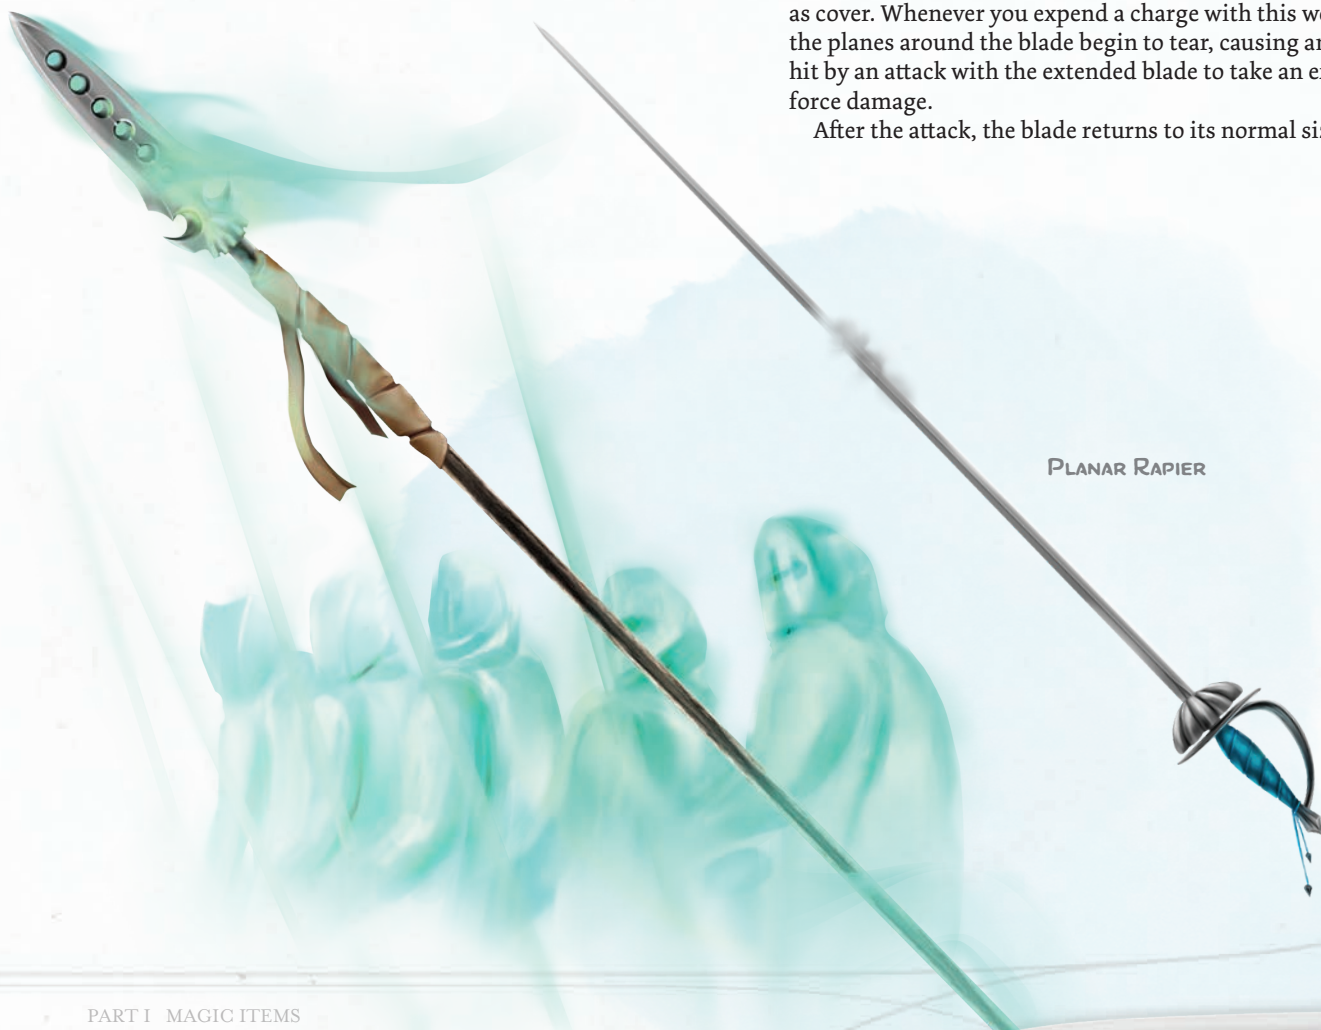 as cover. Whenever you expend a charge with this
the planes around the blade begin to tear, causing
hit by an attack with the extended blade to take an
force damage.
After the attack, the blade returns to its normal
PLANAR RAPIER
PART I MAGIC ITEMS